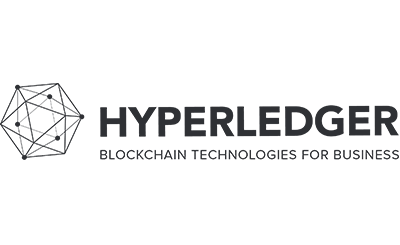 HYPERLEDGER
BLOCKCHAIN TECHNOLOGIES FOR BUSINESS